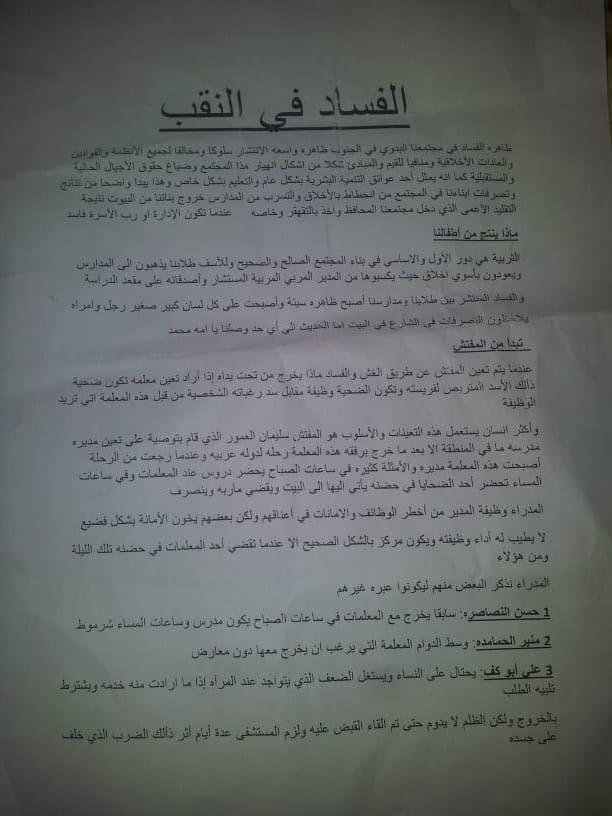 الفساد في النقب
ظاهره الفساد في مجتمعنا البدوي في الجنوب ظاهره واسعه الانتشار سلوكا ومخالفا لجميع الأنظمة والقوانين
والعادات الأخلاقية ومنافيا للقيم والمبادئ شكلا من اشكال انهيار هذا المجتمع وضياع حقوق الأجيال الحالية
والمستقبلية كما انه يمثل أحد عوائق التنمية البشرية بشكل عام والتعليم بشكل خاص وهذا يبدا واضحا من نتائج
وتصرفات ابناءنا في المجتمع من انحطاط بالأخلاق والتسرب من المدارس خروج بناتنا من البيوت نتيجة
التقليد الأعمى الذي دخل مجتمعنا المحافظ واخذ بالتقهقر وخاصه عندما تكون الإدارة او رب الأسرة فاسد
ماذا ينتج من أطفالنا
التربية هي دور الأول والاساسي في بناء المجتمع الصالح والصحيح وللأسف طلابنا يذهبون الى المدارس
ويعودون بأسوي اخلاق حيث يكسبوها من المدير المربي المربية المستشار وأصدقائه على مقعد الدراسة
والفساد المنتشر بين طلابنا ومدارسنا أصبح ظاهره سيئة وأصبحت على كل لسان كبير صغير رجل وامراه
يلاحظون التصرفات في الشارع في البيت اما الحديث الى أي حد وصلنا يا امه محمد
نبدأ من المفتش
عندما يتم تعين المفتش عن طريق الغش والفساد ماذا يخرج من تحت يداه إذا أراد تعين معلمه تكون ضحية
ذالك الأسد المتربص لفريسته وتكون الضحية وظيفة مقابل سد رغباته الشخصية من قبل هذه المعلمة اتي تريد
الوظيفة
وأكثر انسان يستعمل هذه التعينات والأسلوب هو المفتش سليمان العمور الذي قام بتوصية على تعين مديره
مدرسه ما في المنطقة الا بعد ما خرج برفقه هذه المعلمة رحله لدوله عربيه وعندما رجعت من الرحلة
أصبحت هذه المعلمة مديره والأمثلة كثيره في ساعات الصباح يحضر دروس عند المعلمات وفي ساعات
المساء تحضر أحد الضحايا في حضنه يأتي اليها الى البيت ويقضي ماربه وينصرف
المدراء وظيفة المدير من أخطر الوظائف والامانات في أعناقهم ولكن بعضهم يخون الأمانة بشكل فضيع
لا يطيب له أداء وظيفته ويكون مركز بالشكل الصحيح الا عندما تقضي أحد المعلمات في حضنه تلك الليلة
ومن هؤلاء
المدراء نذكر البعض منهم ليكونوا عبره غيرهم
1 حسن النصاصره: سابقا يخرج مع المعلمات في ساعات الصباح يكون مدرس وساعات المساء شرموط
2 منير الحمامده: وسط الدوام المعلمة التي يرغب ان يخرج معها دون معارض
3 علي أبو كف: يحتال على النساء ويستغل الضعف الذي يتواجد عند المرآه إذا ما ارادت منه خدمه ويشترط
تلبيه الطلب
بالخروج ولكن الظلم لا يدوم حتى تم القاء القبض عليه ولزم المستشفى عدة أيام أثر ذألك الضرب الذي خلف
على جسده